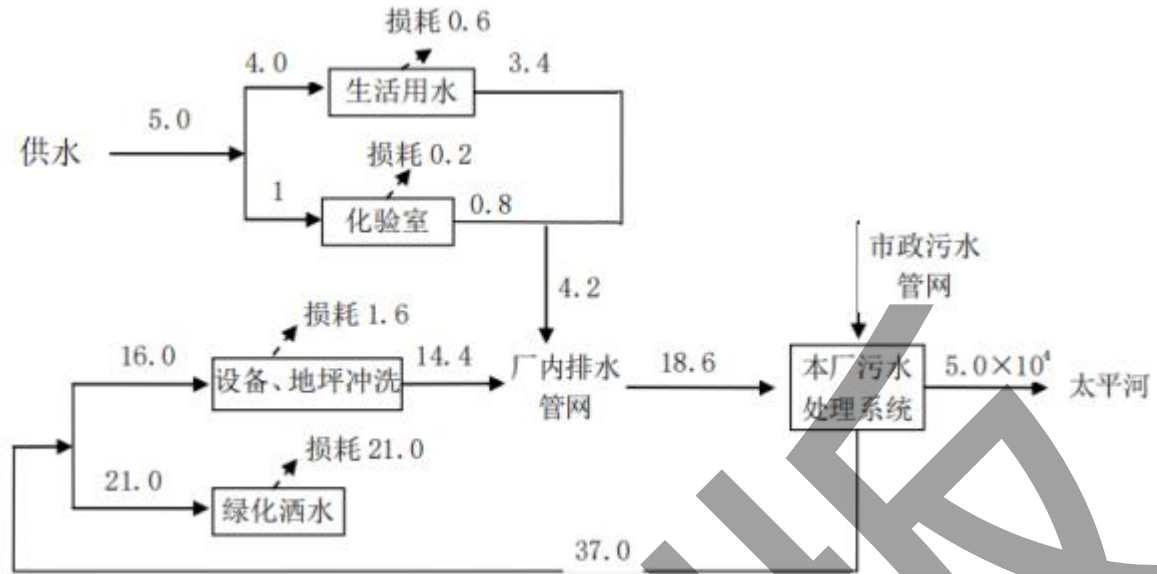 损耗 0.6
4.0
生活用水
3.4
5.0
供水
损耗 0.2
1
化验室
0.8
市政污水
管网
4.2
损耗 1.6
16.0
设备、地坪冲洗
14.4
厂内排水
管网
18.6
本厂污水
处理系统
5.0×10⁴
太平河
损耗 21.0
21.0
绿化洒水
37.0